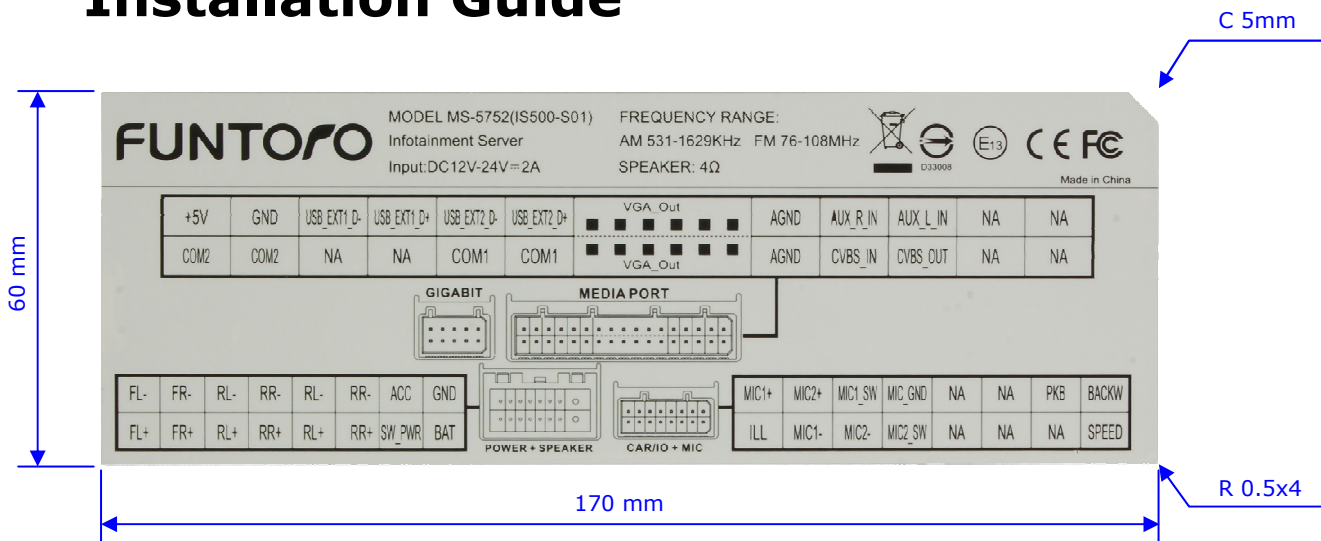 Installation Guide
C 5mm
FUNTORO
MODEL MS-5752(IS500-S01)
Infotainment Server
Input:DC12V-24V⎓2A
FREQUENCY RANGE:
AM 531-1629KHz FM 76-108MHz
SPEAKER: 4Ω
D33008
E13
CE FC
Made in China
+5V GND USB_EXT1 D- USB_EXT1 D+ USB_EXT2 D- USB_EXT2 D+ VGA_Out AGND AUX_R_IN AUX_L_IN NA NA
COM2 COM2 NA NA COM1 COM1 VGA_Out AGND CVBS_IN CVBS_OUT NA NA
60 mm
GIGABIT MEDIA PORT
FL- FR- RL- RR- RL- RR- ACC GND
FL+ FR+ RL+ RR+ RL+ RR+ SW_PWR BAT
POWER + SPEAKER CAR/IO + MIC
MIC1+ MIC2+ MIC1_SW MIC_GND NA NA PKB BACKW
ILL MIC1- MIC2- MIC2_SW NA NA NA SPEED
170 mm
R 0.5x4